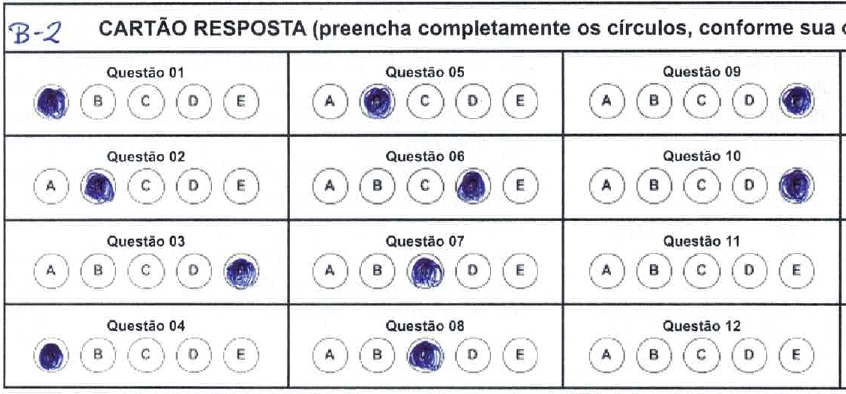 B-2 CARTÃO RESPOSTA (preencha completamente os círculos, conforme sua
Questão 01 Questão 05 Questão 09
B C D E A C D E A B C D
Questão 02 Questão 06 Questão 10
A C D E A B C E A B C D
Questão 03 Questão 07 Questão 11
A B C D A B D E A B C D E
Questão 04 Questão 08 Questão 12
B C D E A B D E A B C D E